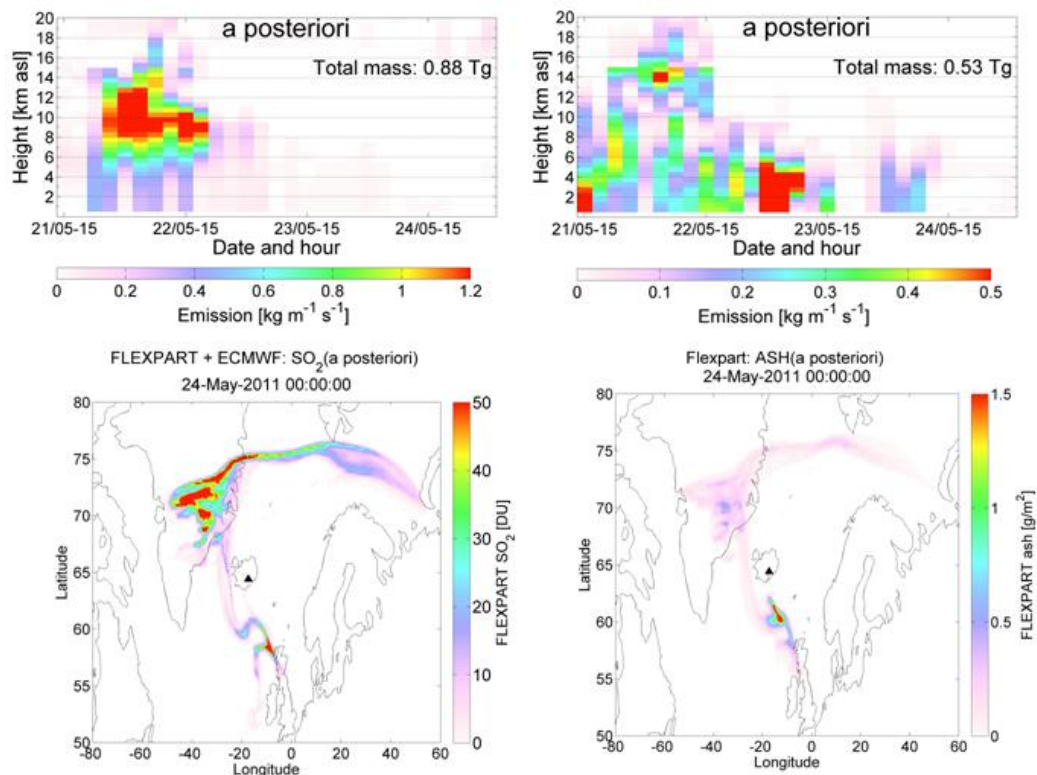 a posteriori
Total mass: 0.88 Tg
Height [km asl]
20
18
16
14
12
10
8
6
4
2
21/05-15 22/05-15 23/05-15 24/05-15
Date and hour
0 0.2 0.4 0.6 0.8 1 1.2
Emission [kg m⁻¹ s⁻¹]
a posteriori
Total mass: 0.53 Tg
Height [km asl]
20
18
16
14
12
10
8
6
4
2
21/05-15 22/05-15 23/05-15 24/05-15
Date and hour
0 0.1 0.2 0.3 0.4 0.5
Emission [kg m⁻¹ s⁻¹]
FLEXPART + ECMWF: SO₂(a posteriori)
24-May-2011 00:00:00
Latitude
80
75
70
65
60
55
50
-80 -60 -40 -20 0 20 40 60
Longitude
50
40
30
20
10
0
FLEXPART SO₂ [DU]
Flexpart: ASH(a posteriori)
24-May-2011 00:00:00
Latitude
80
75
70
65
60
55
50
-80 -60 -40 -20 0 20 40 60
Longitude
1.5
1
0.5
0
FLEXPART ash [g/m²]